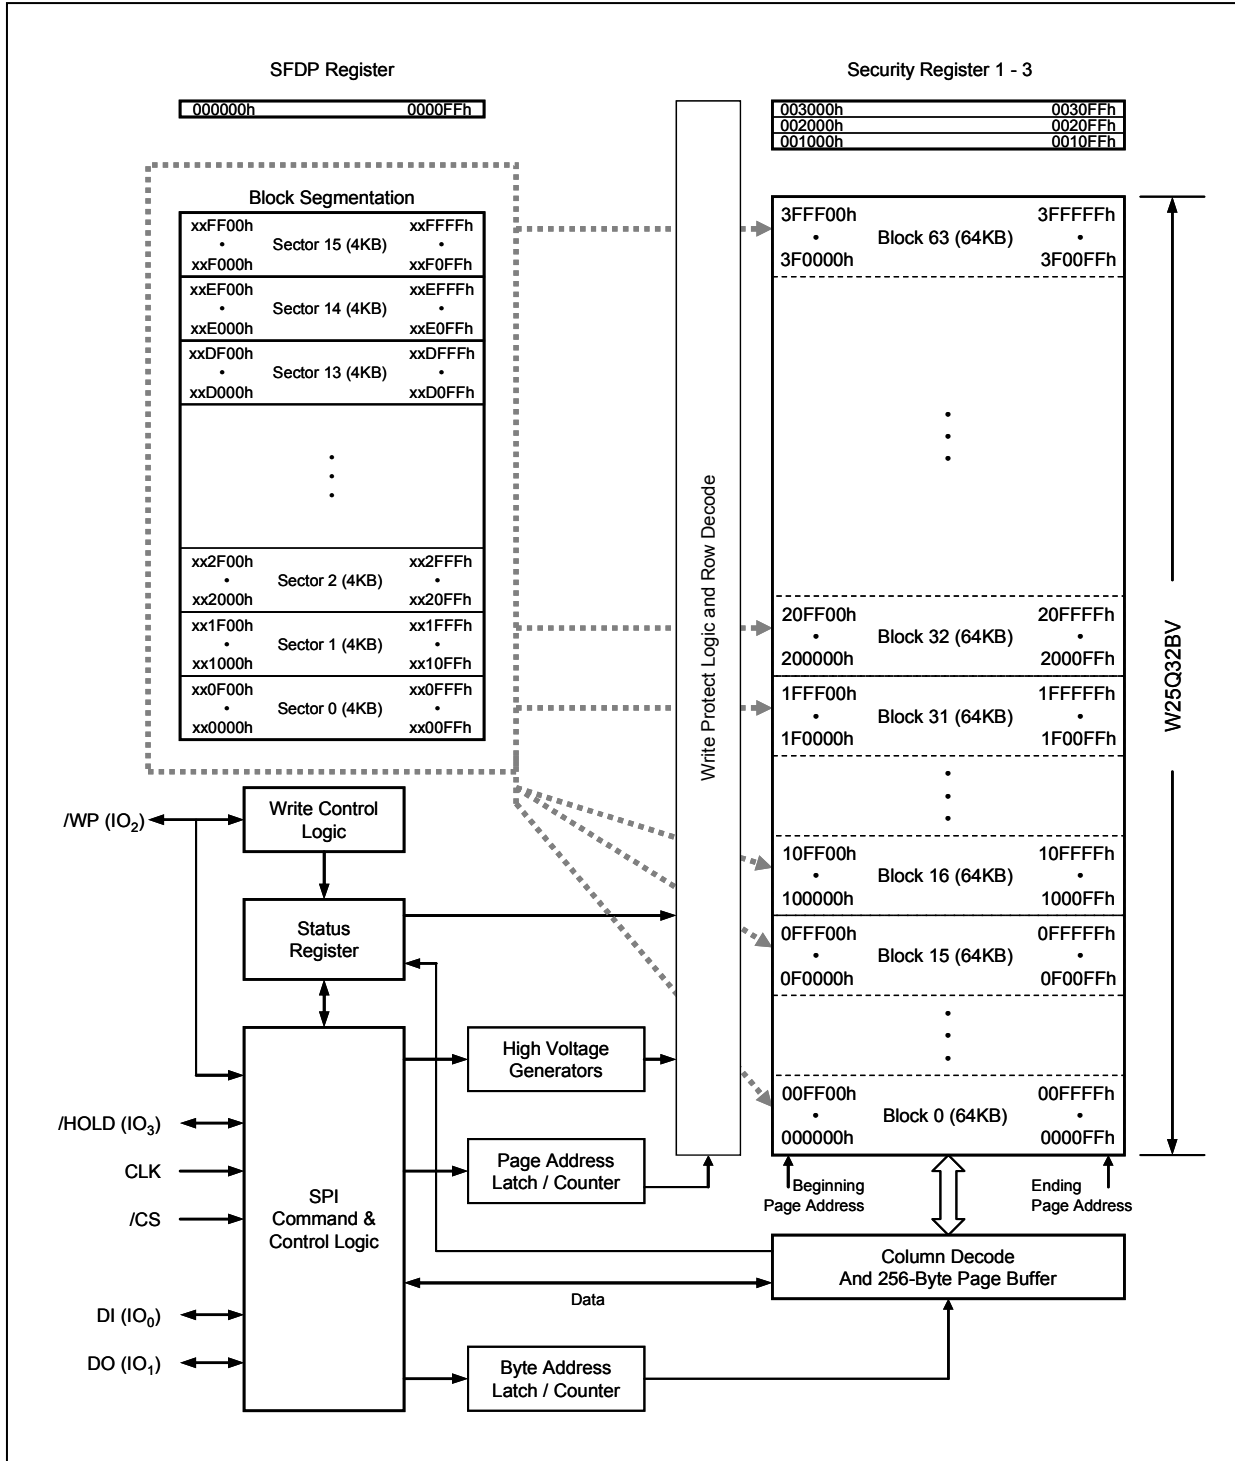 SFDP Register
000000h 0000FFh
Security Register 1 - 3
003000h 0030FFh
002000h 0020FFh
001000h 0010FFh
Block Segmentation
xxFF00h xxFFFFh
Sector 15 (4KB)
xxF000h xxF0FFh
xxEF00h xxEFFFh
Sector 14 (4KB)
xxE000h xxE0FFh
xxDF00h xxDFFFh
Sector 13 (4KB)
xxD000h xxD0FFh
xx2F00h xx2FFFh
Sector 2 (4KB)
xx2000h xx20FFh
xx1F00h xx1FFFh
Sector 1 (4KB)
xx1000h xx10FFh
xx0F00h xx0FFFh
Sector 0 (4KB)
xx0000h xx00FFh
Write Protect Logic and Row Decode
3FFF00h 3FFFFFh
Block 63 (64KB)
3F0000h 3F00FFh
20FF00h 20FFFFh
Block 32 (64KB)
200000h 2000FFh
1FFF00h 1FFFFFh
Block 31 (64KB)
1F0000h 1F00FFh
10FF00h 10FFFFh
Block 16 (64KB)
100000h 1000FFh
0FFF00h 0FFFFFh
Block 15 (64KB)
0F0000h 0F00FFh
00FF00h 00FFFFh
Block 0 (64KB)
000000h 0000FFh
W25Q32BV
Beginning
Page Address
Ending
Page Address
/WP (IO2)
Write Control
Logic
Status
Register
High Voltage
Generators
/HOLD (IO3)
CLK
/CS
DI (IO0)
DO (IO1)
SPI
Command &
Control Logic
Page Address
Latch / Counter
Column Decode
And 256-Byte Page Buffer
Data
Byte Address
Latch / Counter